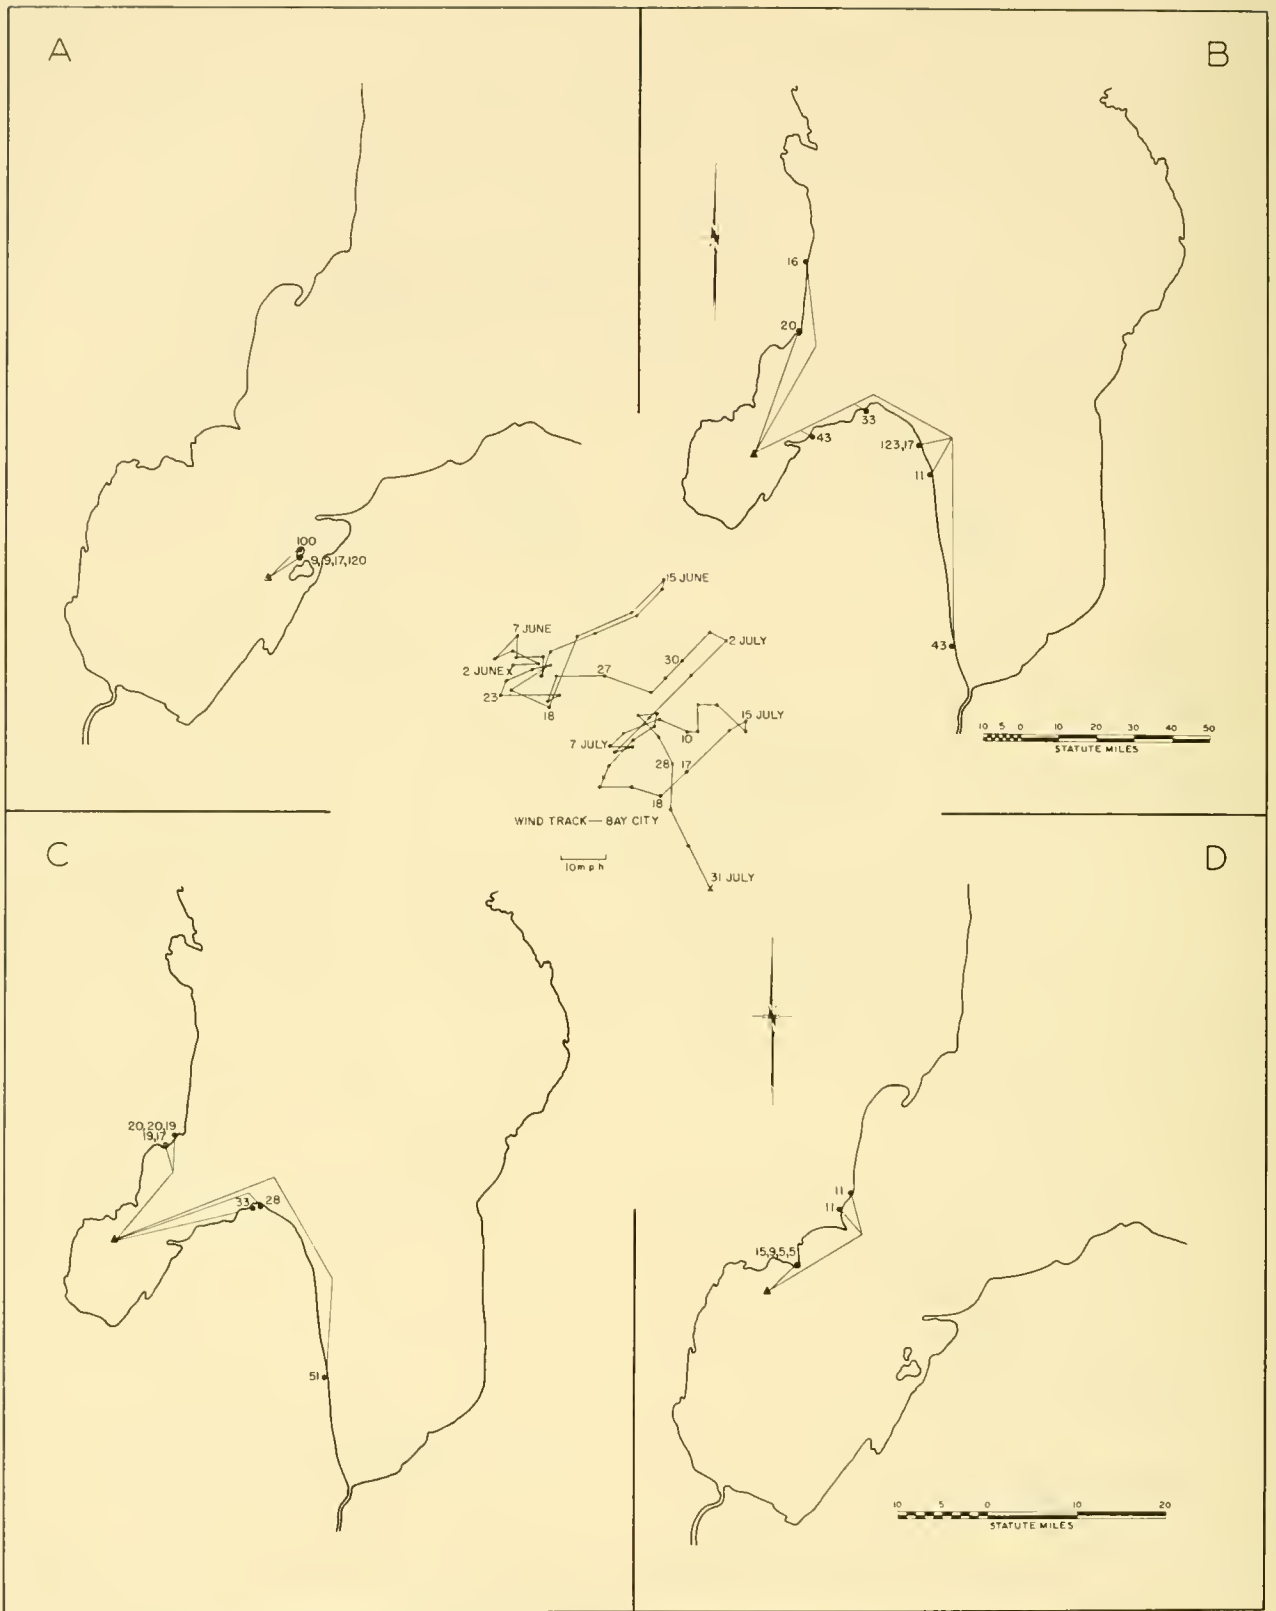 A
100
9,9,17,120
B
N
16
20
33
43
123,17
11
43
10 5 0 10 20 30 40 50
STATUTE MILES
15 JUNE
7 JUNE
2 JULY
30
2 JUNE x
27
23
18
15 JULY
7 JULY
10
28
17
18
WIND TRACK—BAY CITY
10 m p h
31 JULY
C
20,20,19
19,17
33
28
51
D
N
11
11
15,9,5,5
10 5 0 10 20
STATUTE MILES